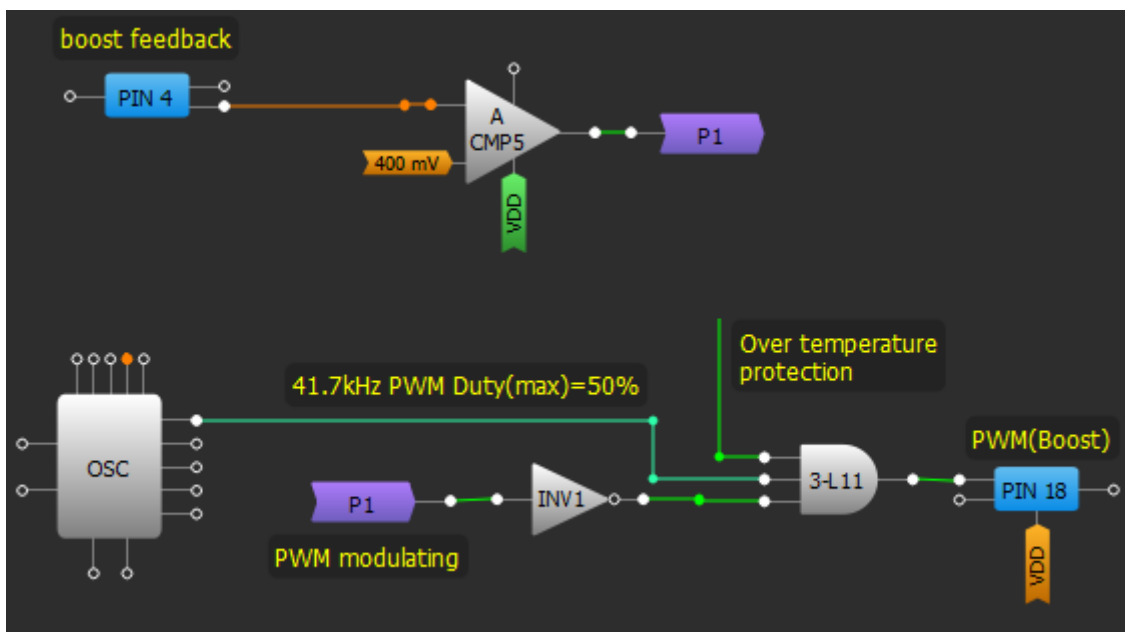 boost feedback
PIN 4
A
CMP5
400 mV
VDD
P1
Over temperature
protection
41.7kHz PWM Duty(max)=50%
OSC
P1
INV1
3-L11
PWM(Boost)
PIN 18
VDD
PWM modulating